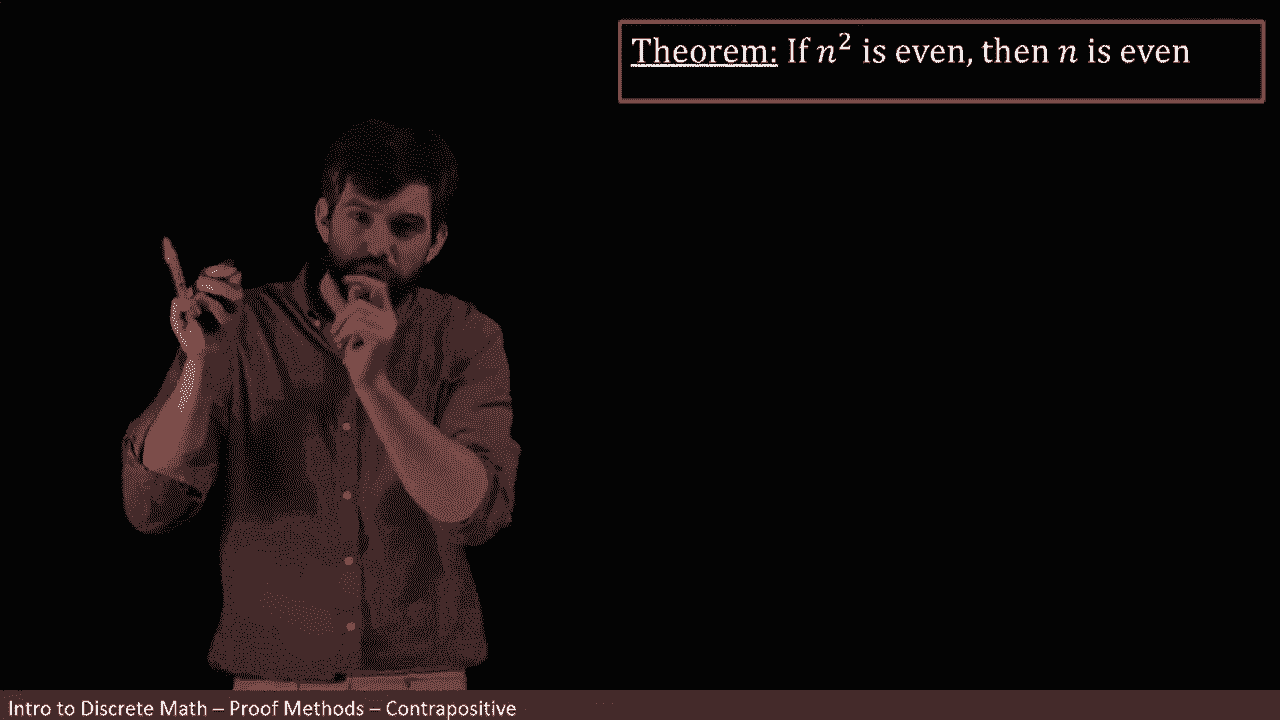 Theorem: If n² is even, then n is even
Intro to Discrete Math – Proof Methods – Contrapositive